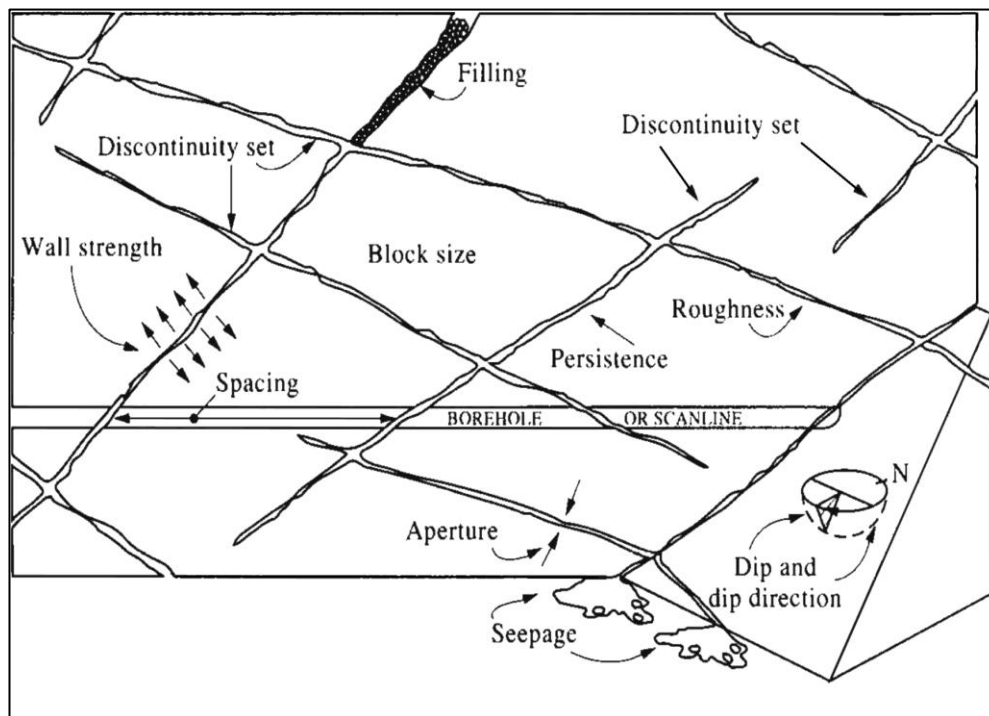 Filling
Discontinuity set
Discontinuity set
Wall strength
Block size
Roughness
Persistence
Spacing
BOREHOLE OR SCANLINE
N
Aperture
Dip and
dip direction
Seepage